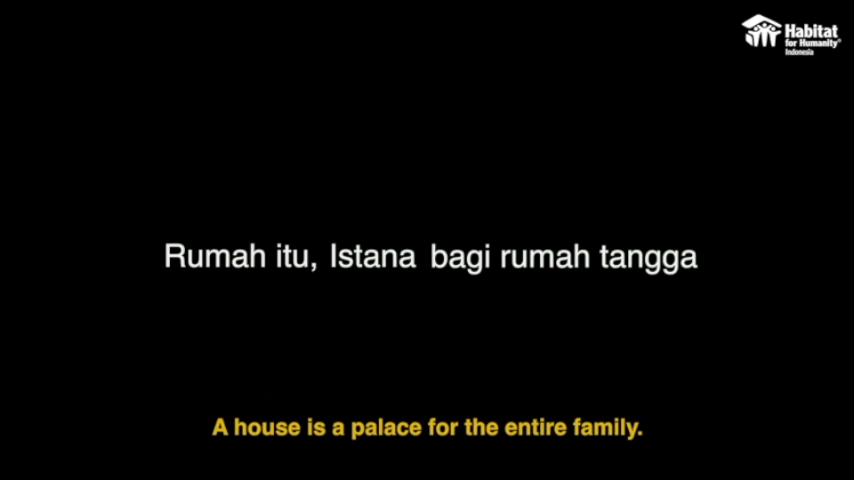 Habitat
for Humanity®
Indonesia
Rumah itu, Istana bagi rumah tangga
A house is a palace for the entire family.